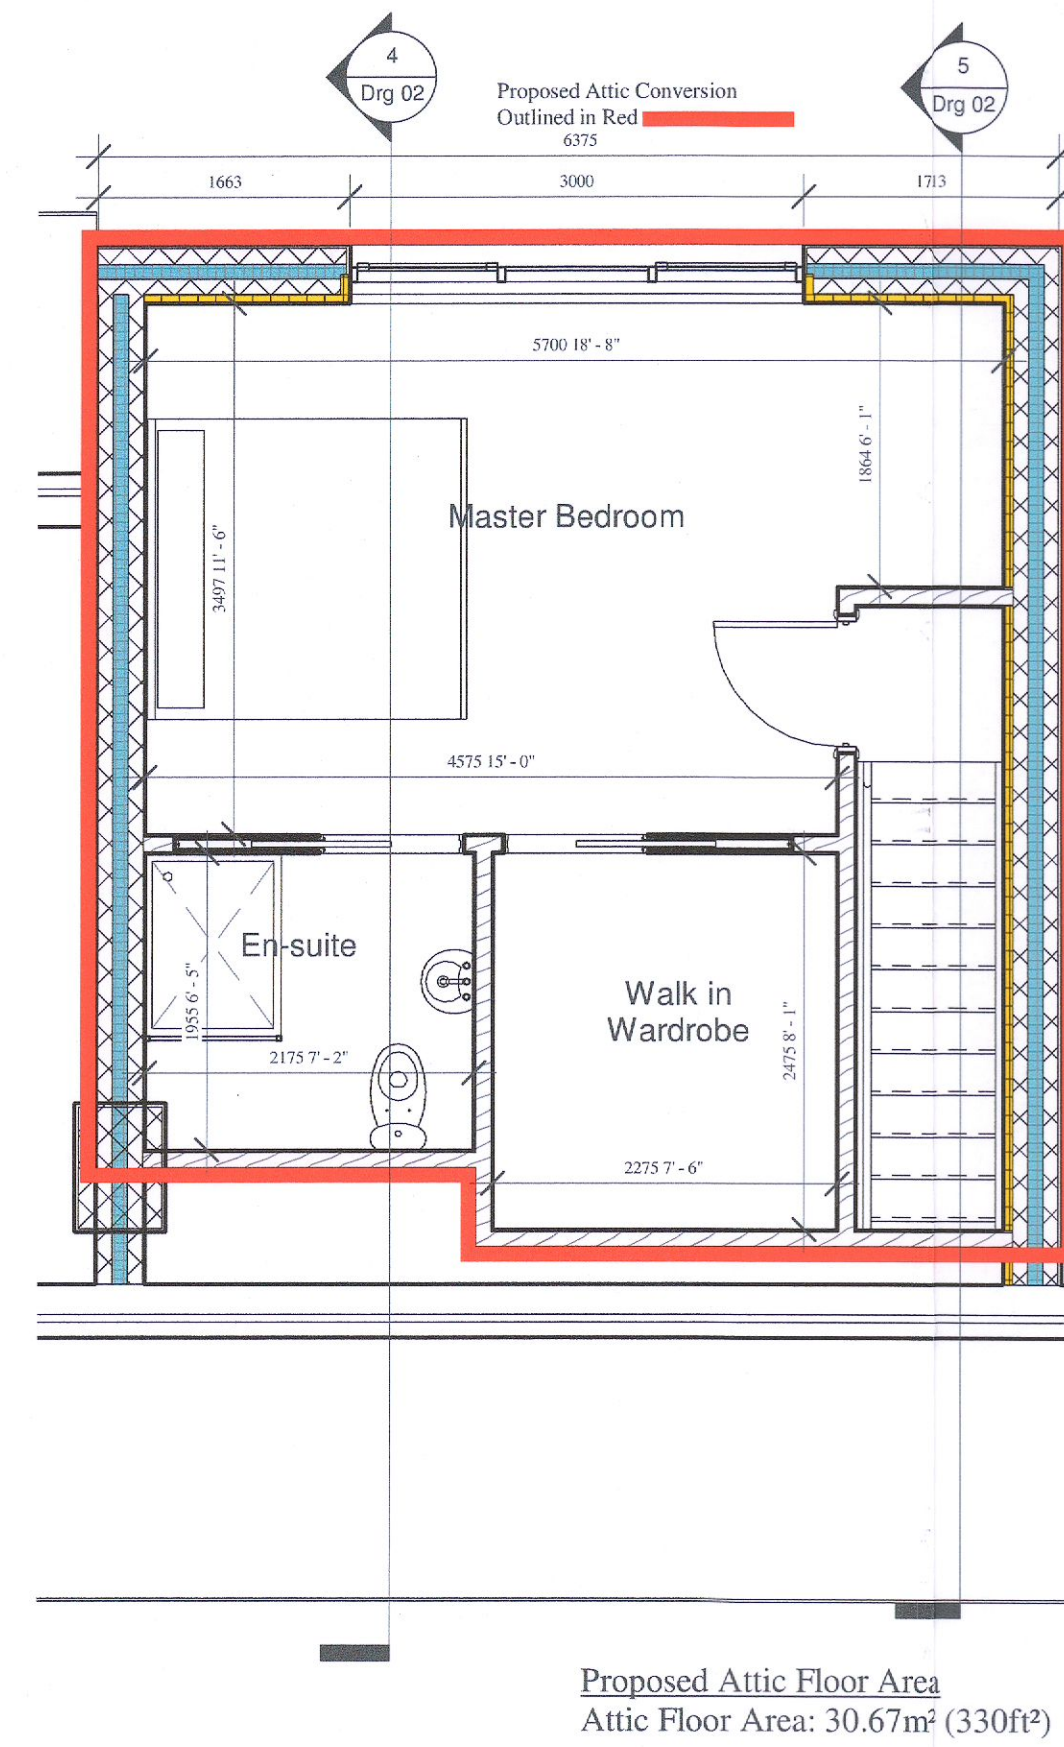 4
Drg 02
5
Drg 02
Proposed Attic Conversion
Outlined in Red
6375
1663
3000
1713
5700 18' - 8"
1864 6' - 1"
Master Bedroom
3497 11' - 6"
4575 15' - 0"
En-suite
1955 6' - 5"
Walk in
Wardrobe
2475 8' - 1"
2175 7' - 2"
2275 7' - 6"
Proposed Attic Floor Area
Attic Floor Area: 30.67m² (330ft²)